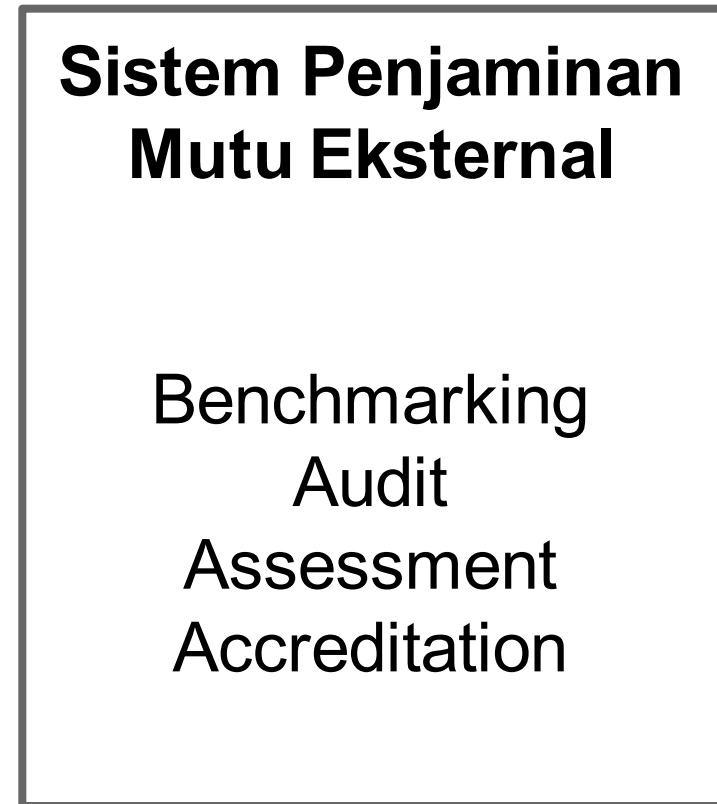 Sistem Penjaminan
Mutu Eksternal
Benchmarking
Audit
Assessment
Accreditation